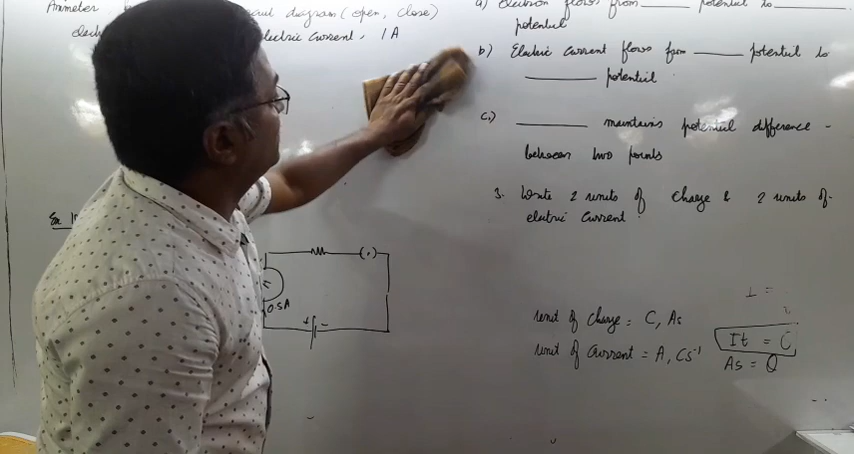 Ammeter
diagram (open, close)
electric current, 1 A
a) electron flows from ______ potential to ______
potential
b) Electric current flows from ______ potential to
______ potential
c.) ______ maintains potential difference -
between two points
3. Write 2 units of charge & 2 units of
electric current.
(.)
0.5A
+ -
unit of charge = C, As
unit of current = A, Cs⁻¹
It = C
As = Q